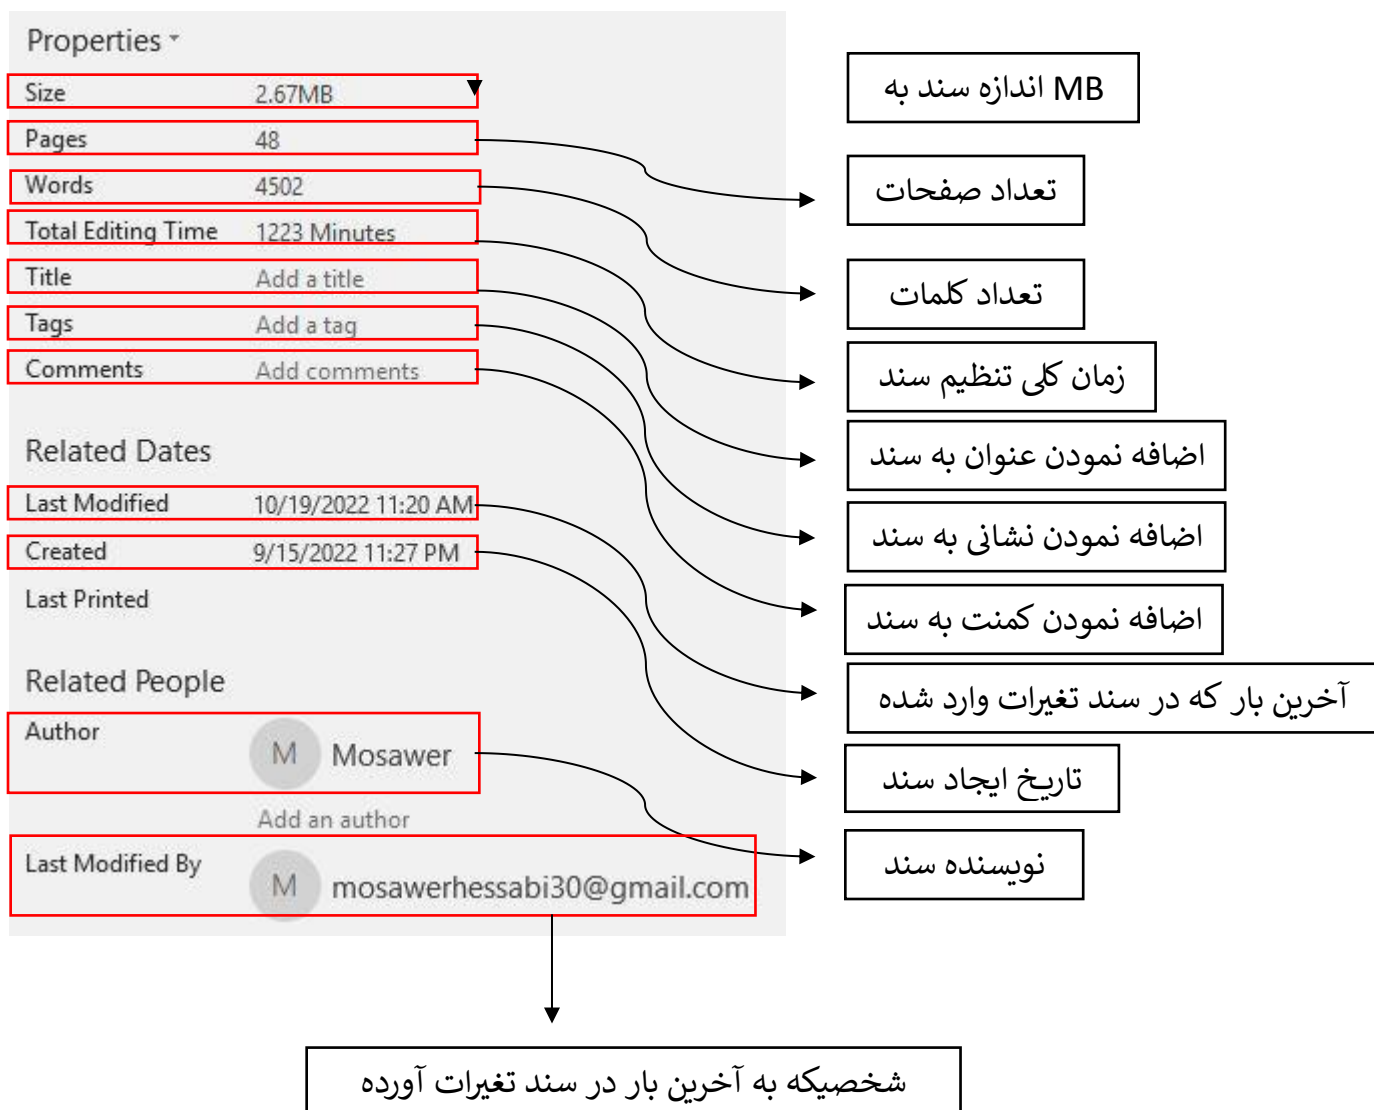 Properties
Size 2.67MB
Pages 48
Words 4502
Total Editing Time 1223 Minutes
Title Add a title
Tags Add a tag
Comments Add comments
Related Dates
Last Modified 10/19/2022 11:20 AM
Created 9/15/2022 11:27 PM
Last Printed
Related People
Author M Mosawer
Add an author
Last Modified By M mosawerhessabi30@gmail.com
اندازه سند به MB
تعداد صفحات
تعداد کلمات
زمان کلی تنظیم سند
اضافه نمودن عنوان به سند
اضافه نمودن نشانی به سند
اضافه نمودن کمنت به سند
آخرین بار که در سند تغیرات وارد شده
تاریخ ایجاد سند
نویسنده سند
شخصیکه به آخرین بار در سند تغیرات آورده